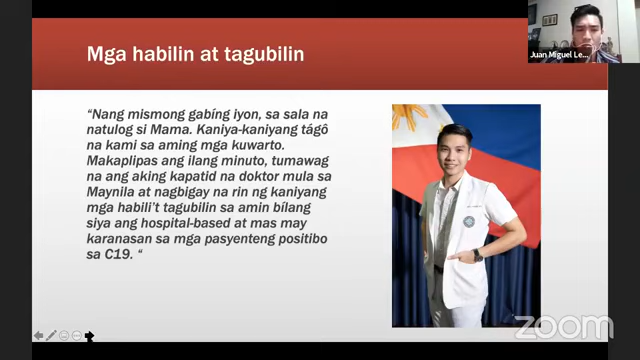 Mga habilin at tagubilin
Juan Miguel Le...
“Nang mismong gabíng iyon, sa sala na
natulog si Mama. Kaniya-kaniyang tágô
na kami sa aming mga kuwarto.
Makaplipas ang ilang minuto, tumawag
na ang aking kapatid na doktor mula sa
Maynila at nagbigay na rin ng kaniyang
mga habili’t tagubilin sa amin bílang
siya ang hospital-based at mas may
karanasan sa mga pasyenteng positibo
sa C19. “
zoom